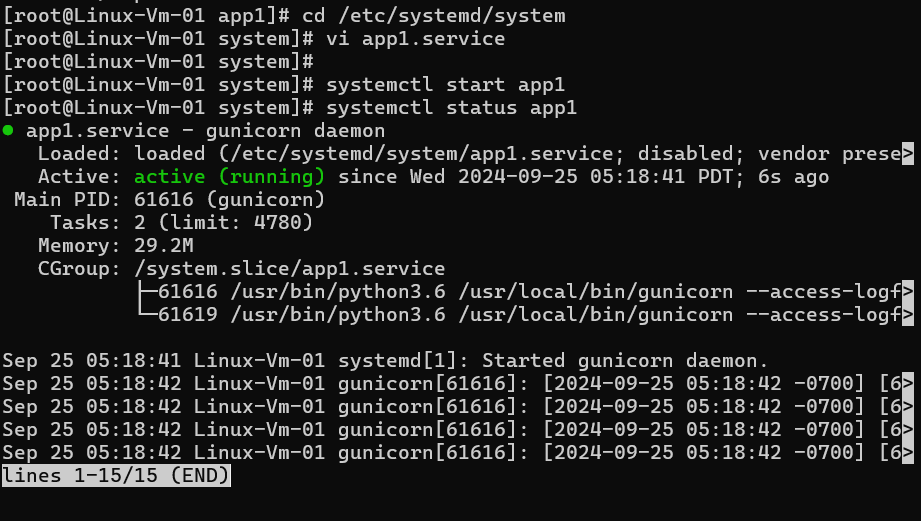 [root@Linux-Vm-01 app1]# cd /etc/systemd/system
[root@Linux-Vm-01 system]# vi app1.service
[root@Linux-Vm-01 system]#
[root@Linux-Vm-01 system]# systemctl start app1
[root@Linux-Vm-01 system]# systemctl status app1
● app1.service - gunicorn daemon
   Loaded: loaded (/etc/systemd/system/app1.service; disabled; vendor prese>
   Active: active (running) since Wed 2024-09-25 05:18:41 PDT; 6s ago
 Main PID: 61616 (gunicorn)
    Tasks: 2 (limit: 4780)
   Memory: 29.2M
   CGroup: /system.slice/app1.service
           ├─61616 /usr/bin/python3.6 /usr/local/bin/gunicorn --access-logf>
           └─61619 /usr/bin/python3.6 /usr/local/bin/gunicorn --access-logf>

Sep 25 05:18:41 Linux-Vm-01 systemd[1]: Started gunicorn daemon.
Sep 25 05:18:42 Linux-Vm-01 gunicorn[61616]: [2024-09-25 05:18:42 -0700] [6>
Sep 25 05:18:42 Linux-Vm-01 gunicorn[61616]: [2024-09-25 05:18:42 -0700] [6>
Sep 25 05:18:42 Linux-Vm-01 gunicorn[61616]: [2024-09-25 05:18:42 -0700] [6>
Sep 25 05:18:42 Linux-Vm-01 gunicorn[61616]: [2024-09-25 05:18:42 -0700] [6>
lines 1-15/15 (END)